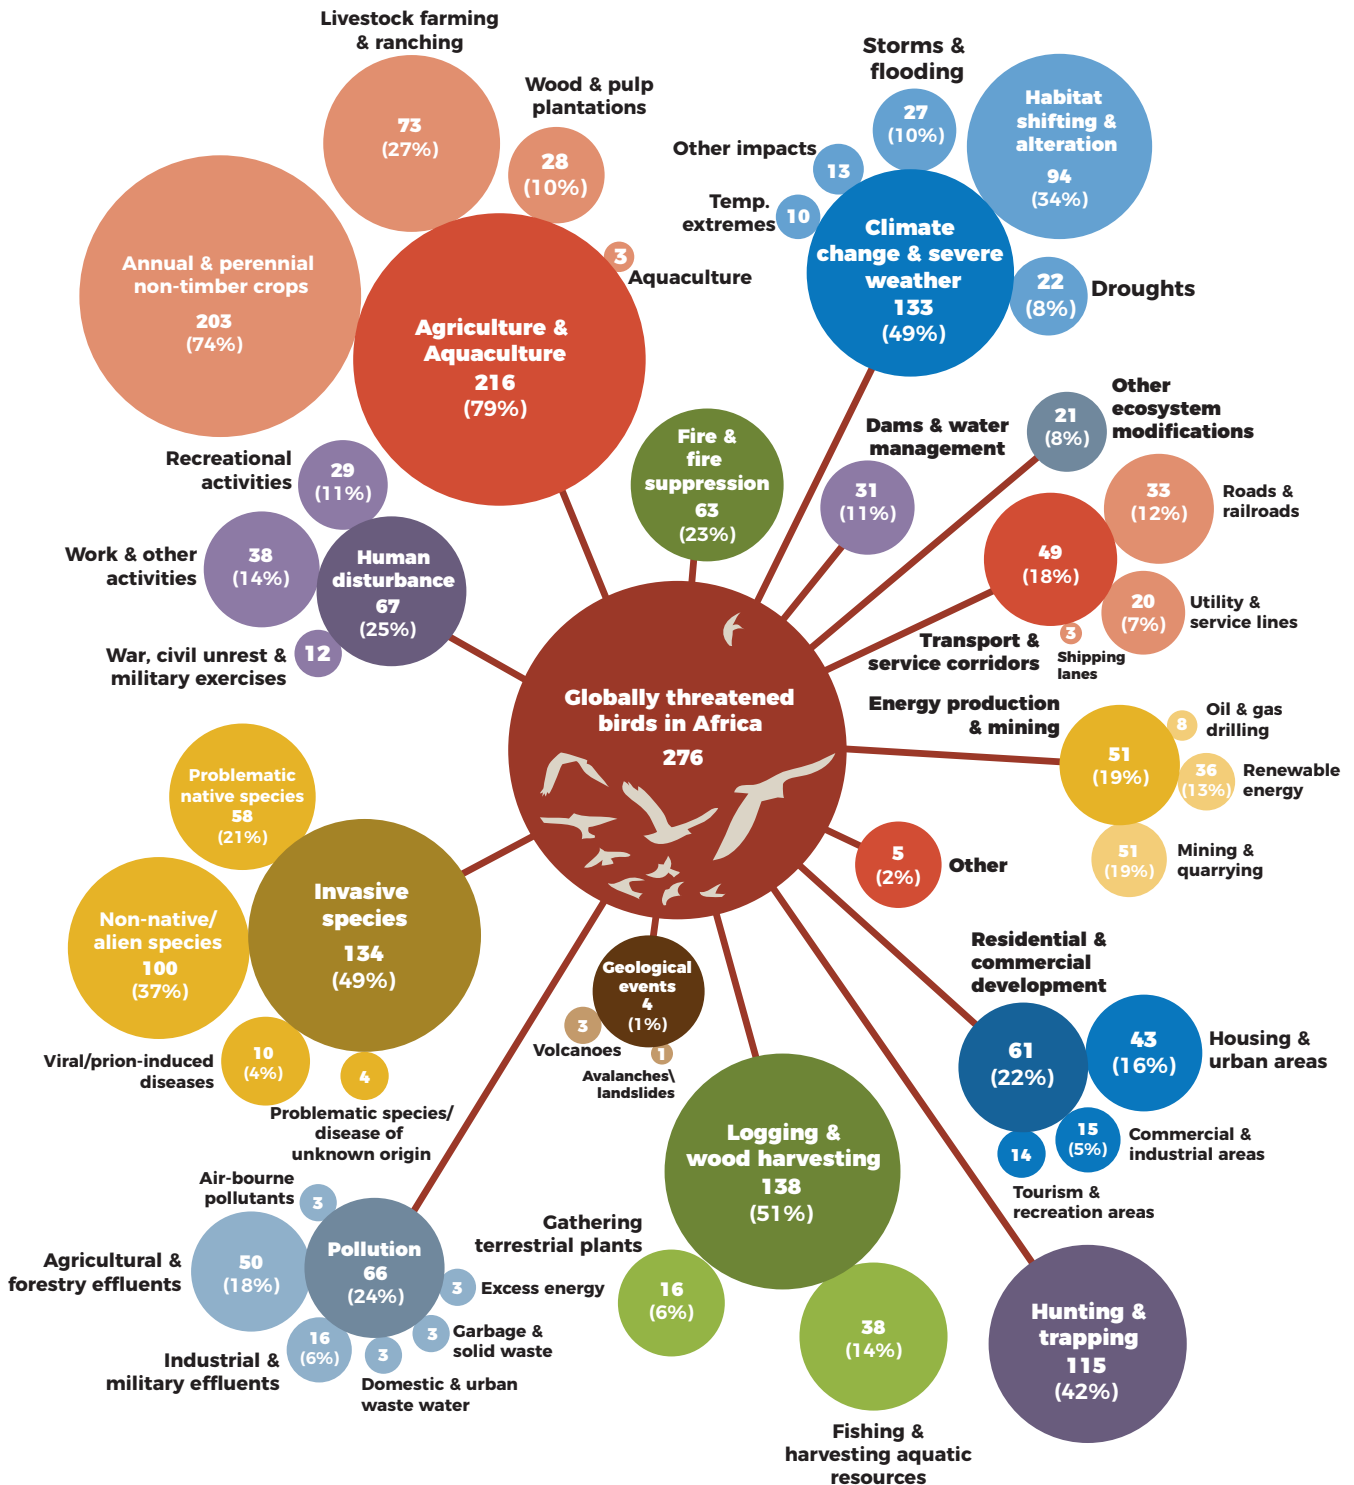 Livestock farming
& ranching
73
(27%)
Wood & pulp
plantations
28
(10%)
3
Aquaculture
Annual & perennial
non-timber crops
203
(74%)
Agriculture &
Aquaculture
216
(79%)
Storms &
flooding
27
(10%)
Habitat
shifting &
alteration
94
(34%)
Other impacts
13
Temp.
extremes
10
Climate
change & severe
weather
133
(49%)
22
(8%)
Droughts
Recreational
activities
29
(11%)
Work & other
activities
38
(14%)
Human
disturbance
67
(25%)
War, civil unrest &
military exercises
12
Fire &
fire
suppression
63
(23%)
Dams & water
management
31
(11%)
Other
ecosystem
modifications
21
(8%)
33
(12%)
Roads &
railroads
49
(18%)
20
(7%)
Utility &
service lines
3
Shipping
lanes
Transport &
service corridors
Globally threatened
birds in Africa
276
Energy production
& mining
51
(19%)
8
Oil & gas
drilling
36
(13%)
Renewable
energy
51
(19%)
Mining &
quarrying
5
(2%)
Other
Problematic
native species
58
(21%)
Non-native/
alien species
100
(37%)
Invasive
species
134
(49%)
Viral/prion-induced
diseases
10
(4%)
4
Problematic species/
disease of
unknown origin
Geological
events
4
(1%)
3
Volcanoes
1
Avalanches\
landslides
Residential &
commercial
development
61
(22%)
43
(16%)
Housing &
urban areas
15
(5%)
Commercial &
industrial areas
14
Tourism &
recreation areas
Air-bourne
pollutants
3
Agricultural &
forestry effluents
50
(18%)
Pollution
66
(24%)
3
Excess energy
3
Garbage &
solid waste
3
Domestic & urban
waste water
16
(6%)
Industrial &
military effluents
Logging &
wood harvesting
138
(51%)
Gathering
terrestrial plants
16
(6%)
38
(14%)
Fishing &
harvesting aquatic
resources
Hunting &
trapping
115
(42%)